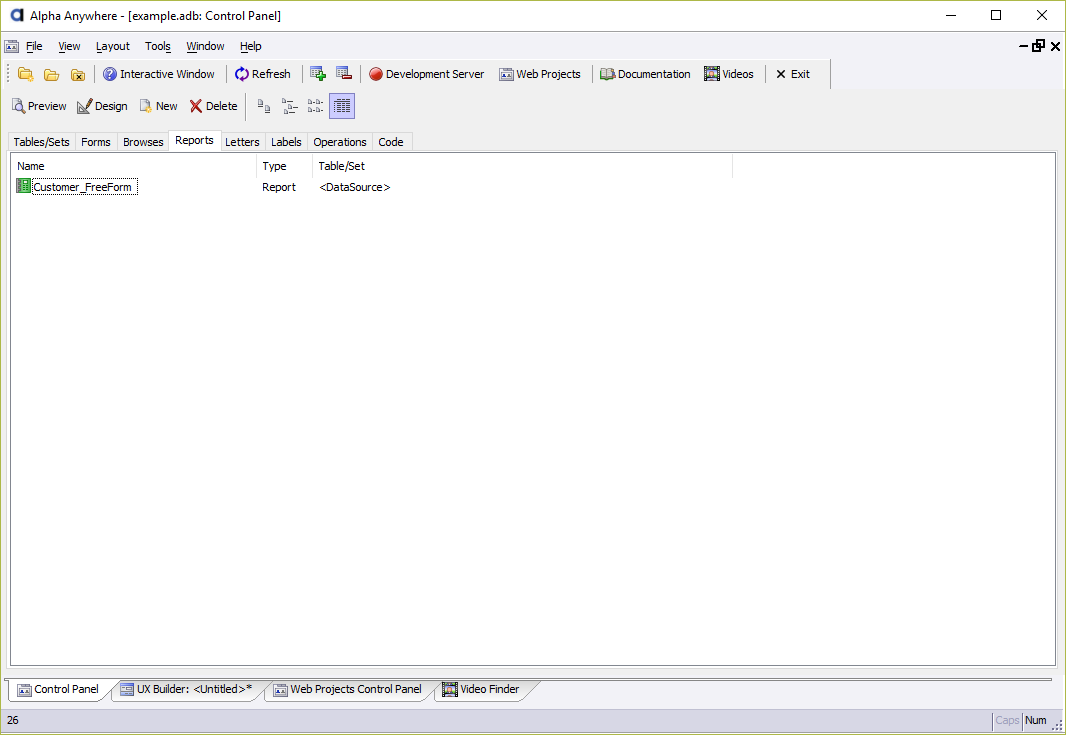 Alpha Anywhere - [example.adb: Control Panel]
File View Layout Tools Window Help
Interactive Window Refresh Development Server Web Projects Documentation Videos Exit
Preview Design New Delete
Tables/Sets Forms Browses Reports Letters Labels Operations Code
Name Type Table/Set
Customer_FreeForm Report <DataSource>
Control Panel UX Builder: <Untitled>* Web Projects Control Panel Video Finder
26 Caps Num